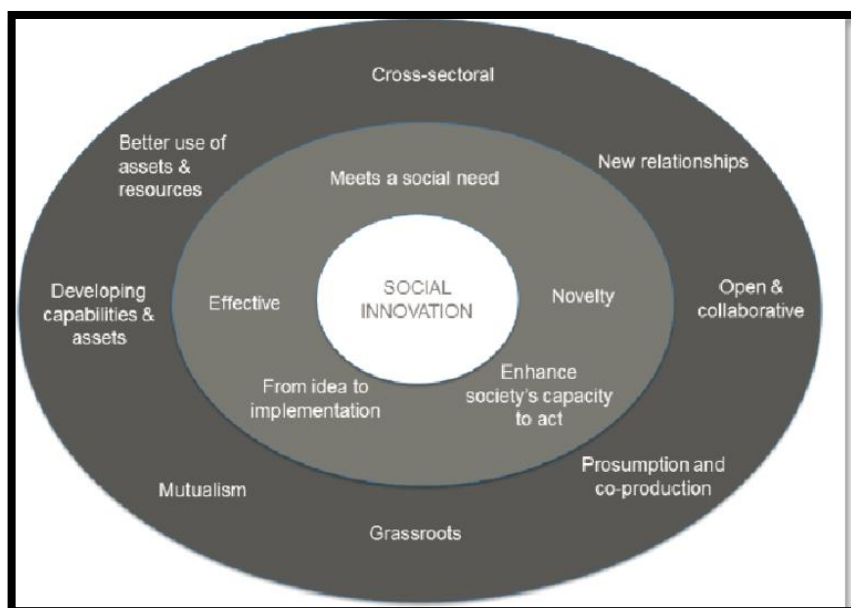 Cross-sectoral
Better use of
assets &
resources
New relationships
Meets a social need
Developing
capabilities &
assets
Effective
SOCIAL
INNOVATION
Novelty
Open &
collaborative
From idea to
implementation
Enhance
society's capacity
to act
Prosumption and
co-production
Mutualism
Grassroots